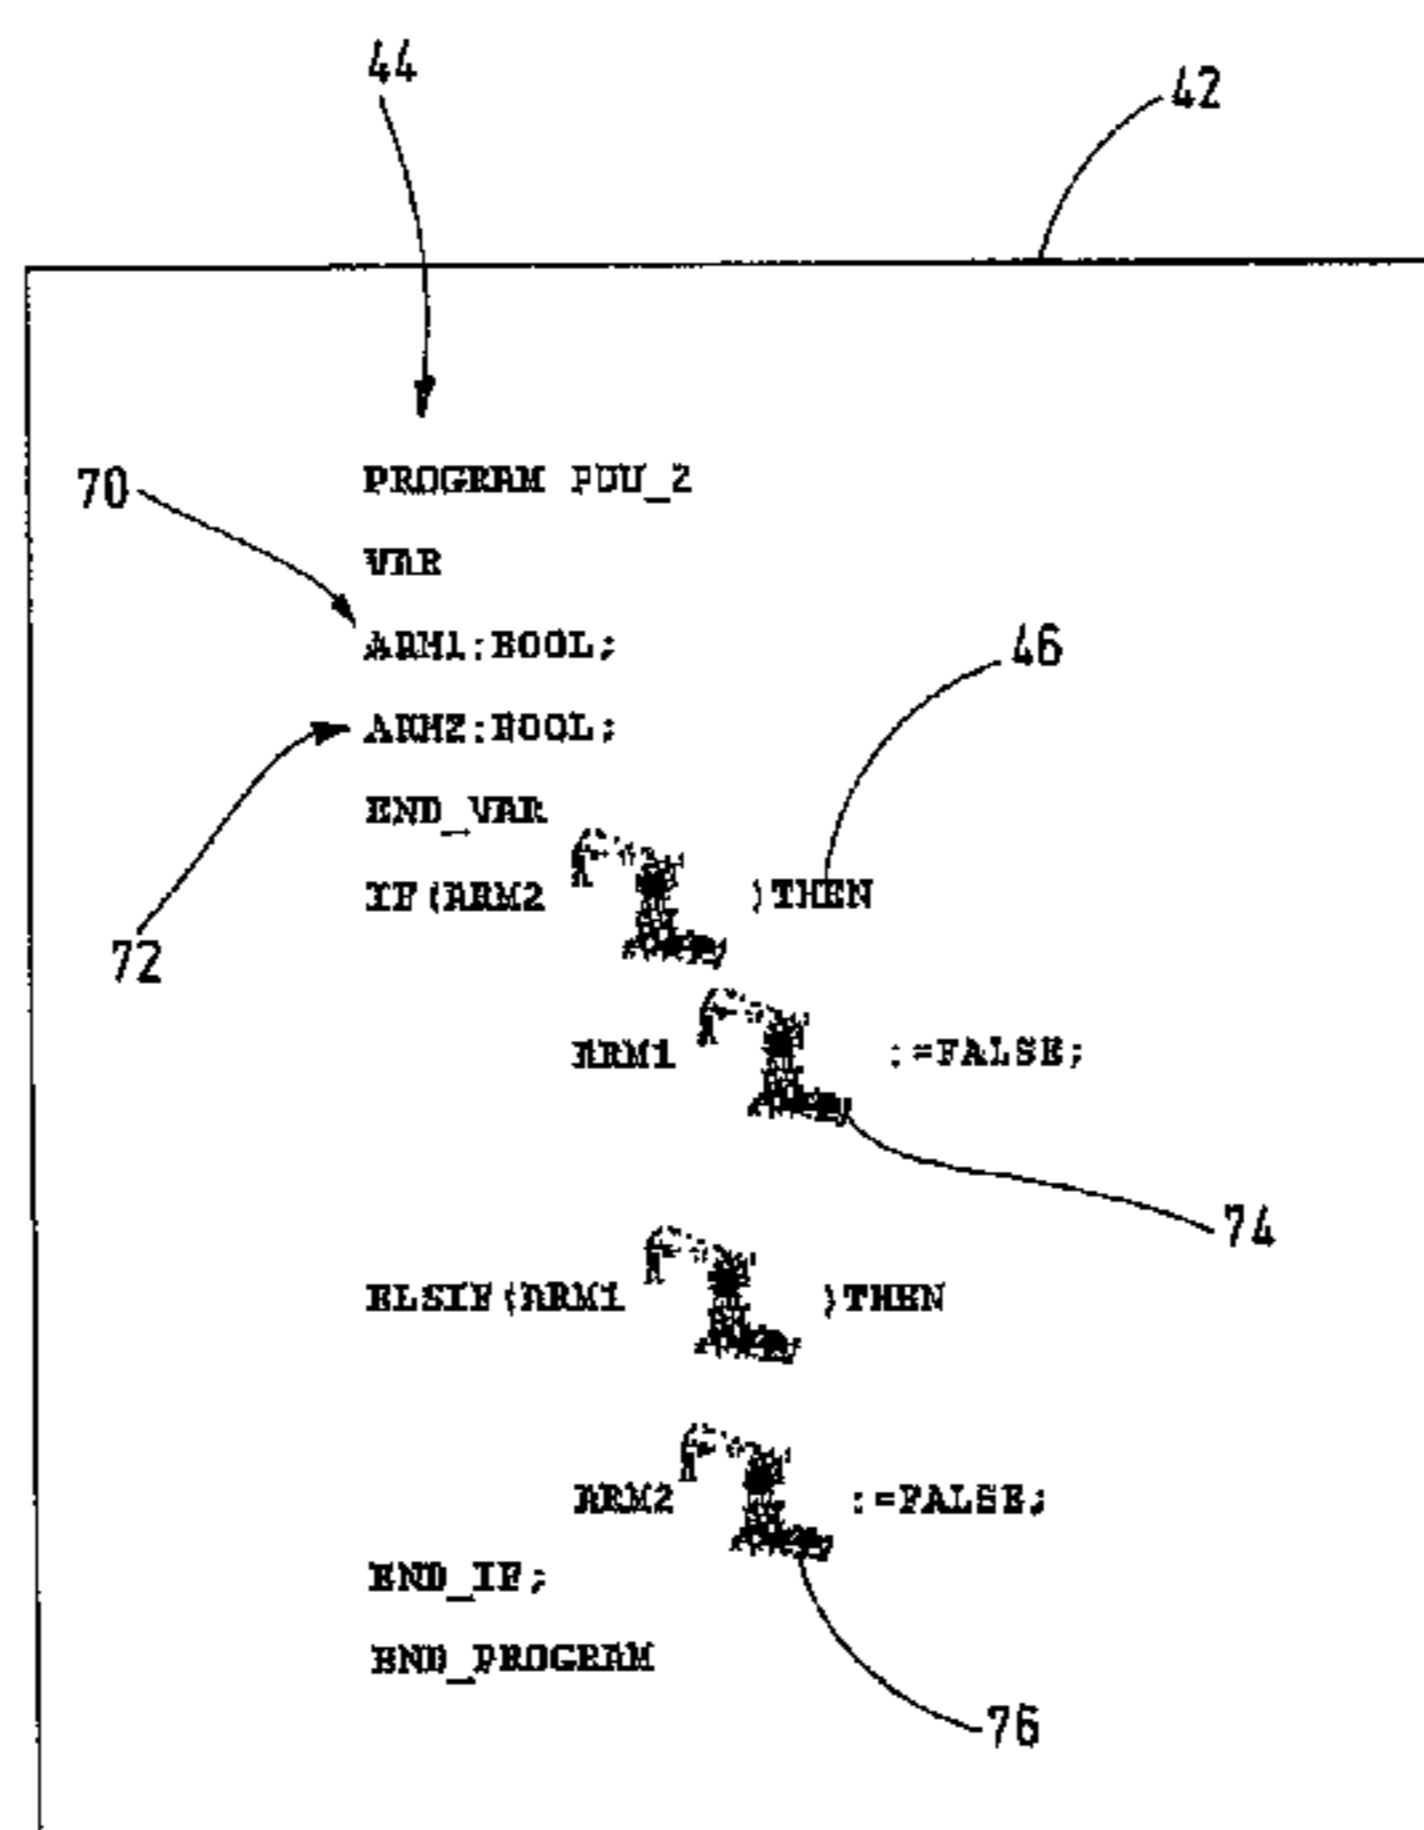 44
42
PROGRAM POU_2
70
VAR
ARM1:BOOL;
46
ARM2:BOOL;
END_VAR
IF(ARM2 )THEN
72
ARM1 :=FALSE;
74
ELSIF(ARM1 )THEN
ARM2 :=FALSE;
END_IF;
END_PROGRAM
76